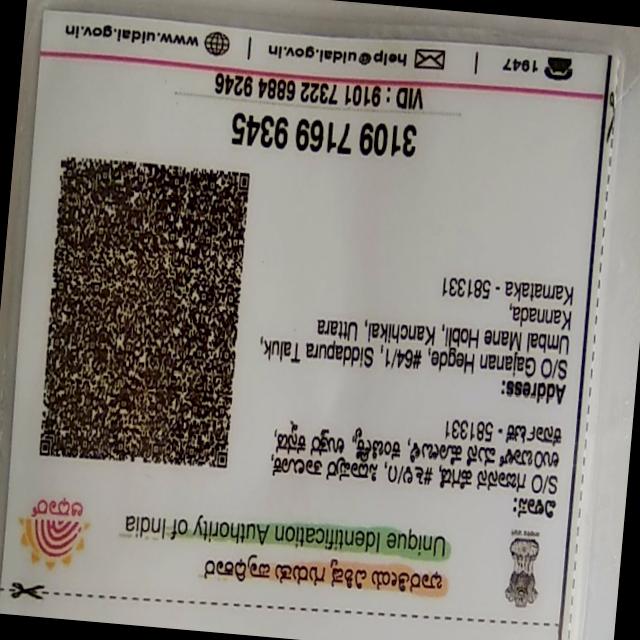 ಭಾರತೀಯ ವಿಶಿಷ್ಟ ಗುರುತು ಪ್ರಾಧಿಕಾರ
Unique Identification Authority of India
ಆಧಾರ್
ವಿಳಾಸ:
S/O ಗಜಾನನ ಹೆಗಡೆ, #೬೪/೧, ಸಿದ್ದಾಪುರ ತಾಲೂಕ,
ಉಂಬಳ್ ಮನೆ ಹೋಬಳಿ, ಉತ್ತರ ಕನ್ನಡ,
ಕರ್ನಾಟಕ - 581331
Address:
S/O Gajanan Hegde, #64/1, Siddapura Taluk,
Umbal Mane Hobli, Kanchikai, Uttara
Kannada,
Karnataka - 581331
3109 7169 9345
VID : 9101 7322 6884 9246
1947 | help@uidai.gov.in | www.uidai.gov.in